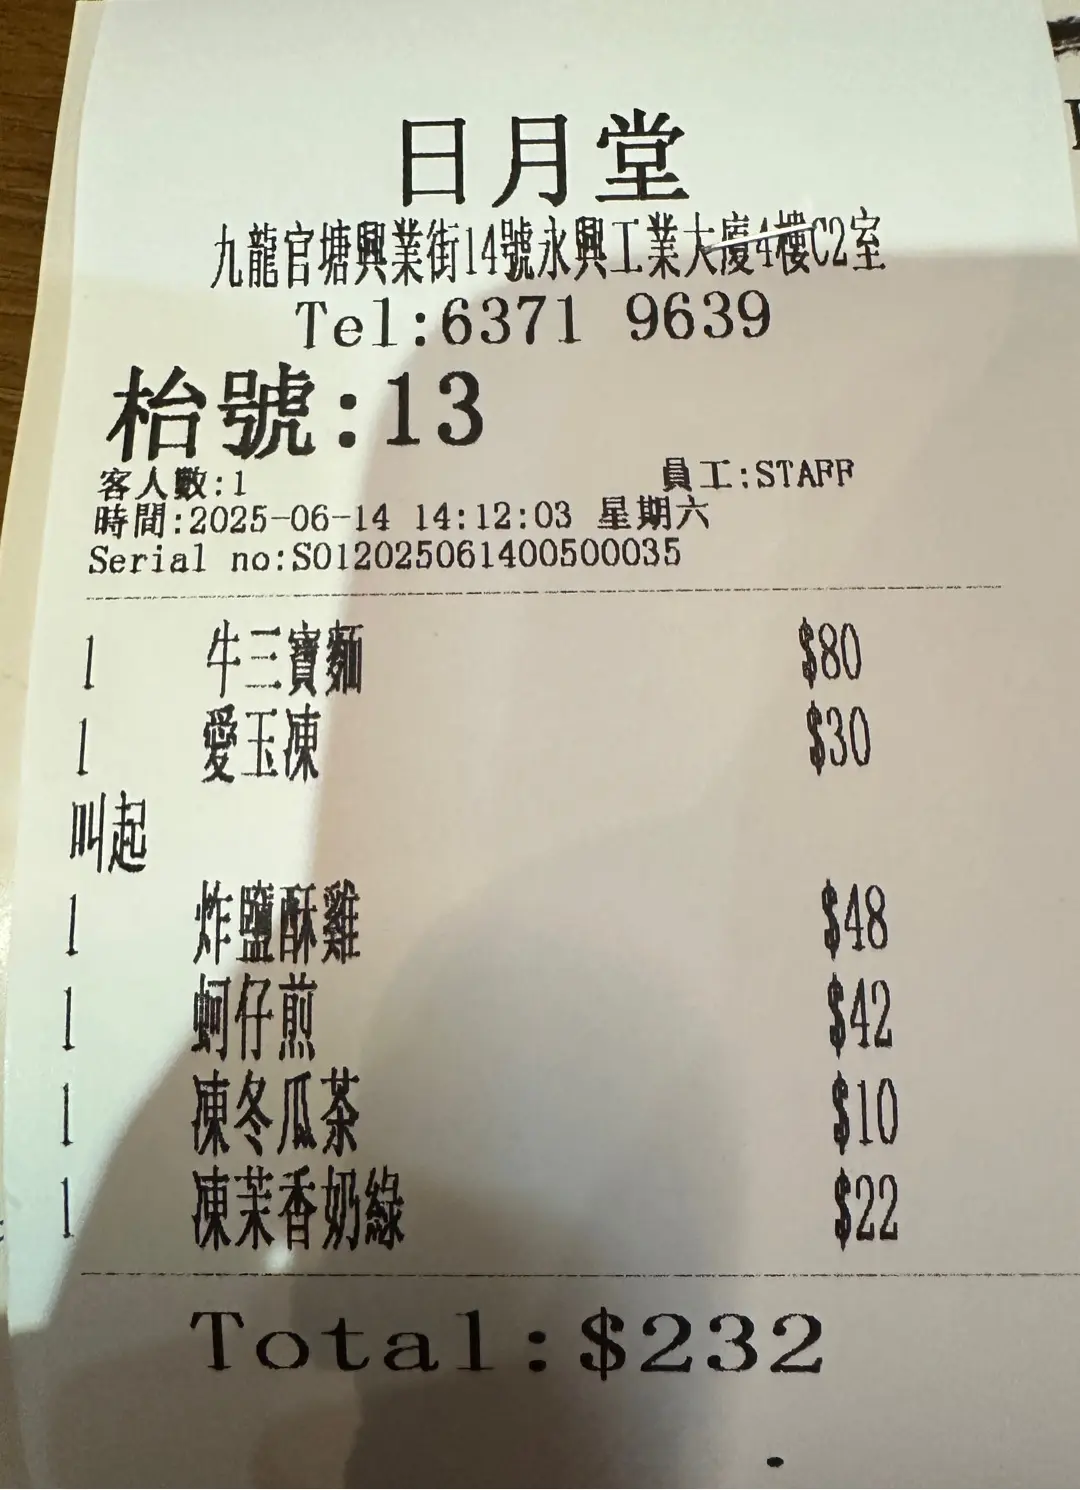 日月堂
九龍官塘興業街14號永興工業大廈4樓C2室
Tel:6371 9639
枱號:13
客人數:1 員工:STAFF
時間:2025-06-14 14:12:03 星期六
Serial no:S01202506140050003​5
1 牛三寶麵 $80
1 愛玉凍 $30
叫起
1 炸鹽酥雞 $48
1 蚵仔煎 $42
1 凍冬瓜茶 $10
1 凍茉香奶綠 $22
Total:$232